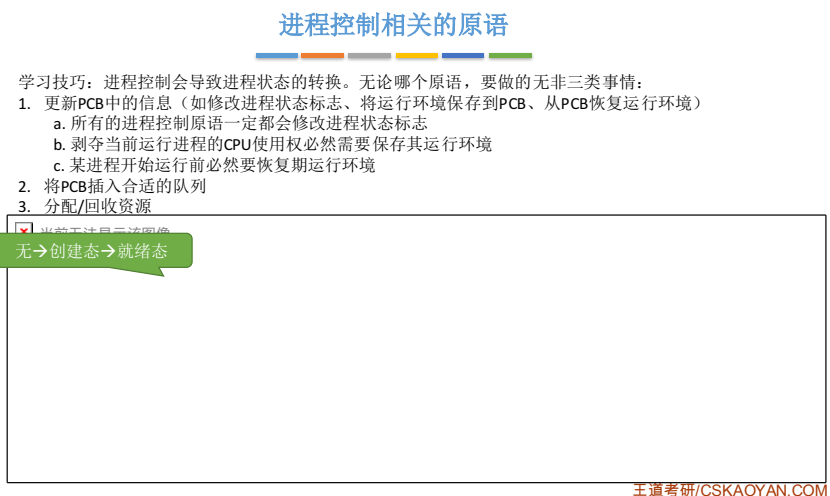 进程控制相关的原语
学习技巧：进程控制会导致进程状态的转换。无论哪个原语，要做的无非三类事情：
1. 更新PCB中的信息（如修改进程状态标志、将运行环境保存到PCB、从PCB恢复运行环境）
a. 所有的进程控制原语一定都会修改进程状态标志
b. 剥夺当前运行进程的CPU使用权必然需要保存其运行环境
c. 某进程开始运行前必然要恢复期运行环境
2. 将PCB插入合适的队列
3. 分配/回收资源
当前无法显示该图像
无→创建态→就绪态
王道考研/CSKAOYAN.COM